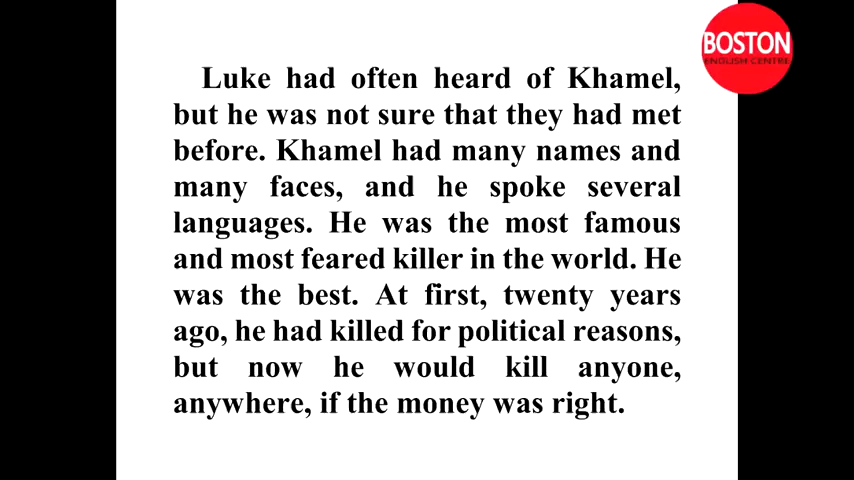 BOSTON
ENGLISH CENTRE
Luke had often heard of Khamel,
but he was not sure that they had met
before. Khamel had many names and
many faces, and he spoke several
languages. He was the most famous
and most feared killer in the world. He
was the best. At first, twenty years
ago, he had killed for political reasons,
but now he would kill anyone,
anywhere, if the money was right.